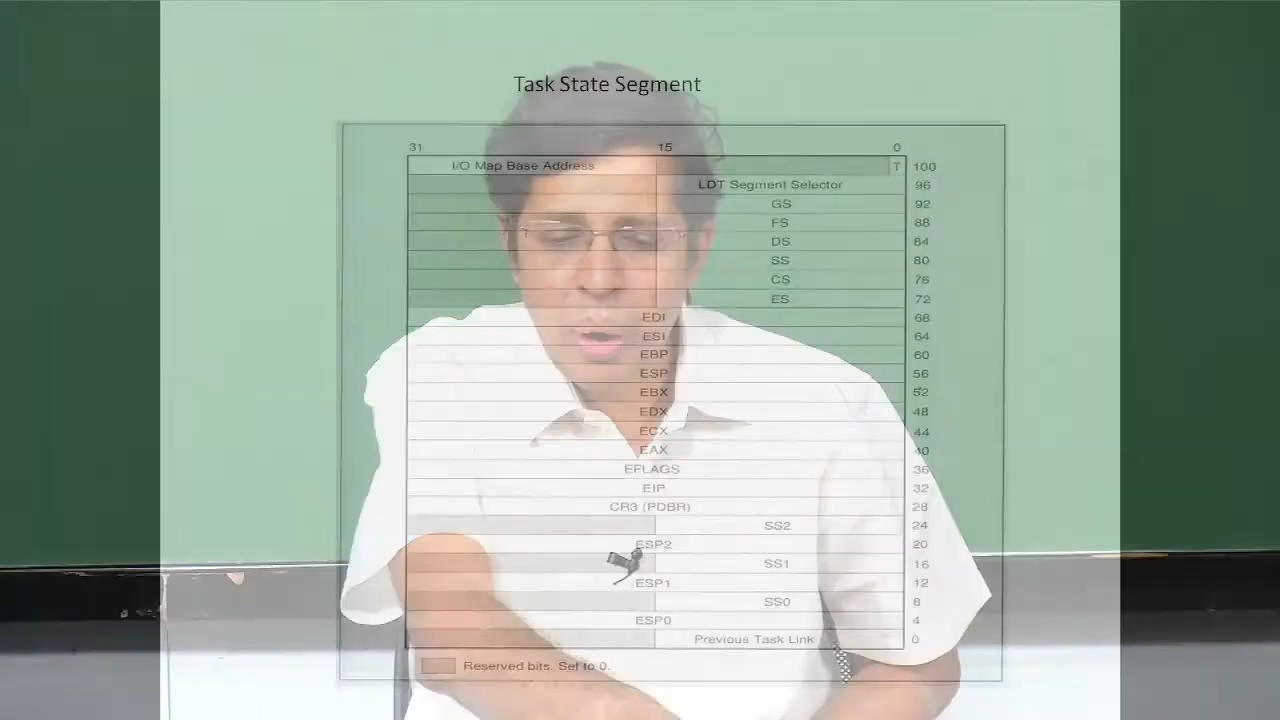 Task State Segment
31 15 0
I/O Map Base Address T 100
LDT Segment Selector 96
GS 92
FS 88
DS 84
SS 80
CS 76
ES 72
EDI 68
ESI 64
EBP 60
ESP 56
EBX 52
EDX 48
ECX 44
EAX 40
EFLAGS 36
EIP 32
CR3 (PDBR) 28
SS2 24
ESP2 20
SS1 16
ESP1 12
SS0 8
ESP0 4
Previous Task Link 0
Reserved bits. Set to 0.